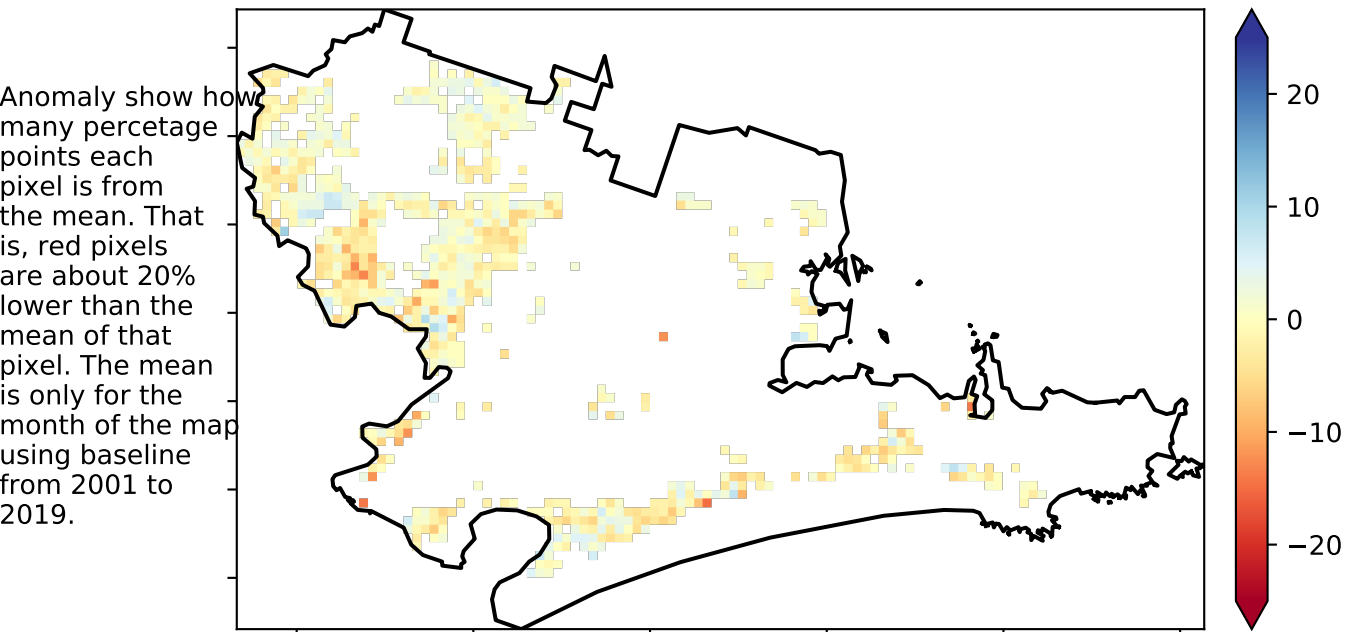 Anomaly show how
many percetage
points each
pixel is from
the mean. That
is, red pixels
are about 20%
lower than the
mean of that
pixel. The mean
is only for the
month of the map
using baseline
from 2001 to
2019.
20
10
0
−10
−20